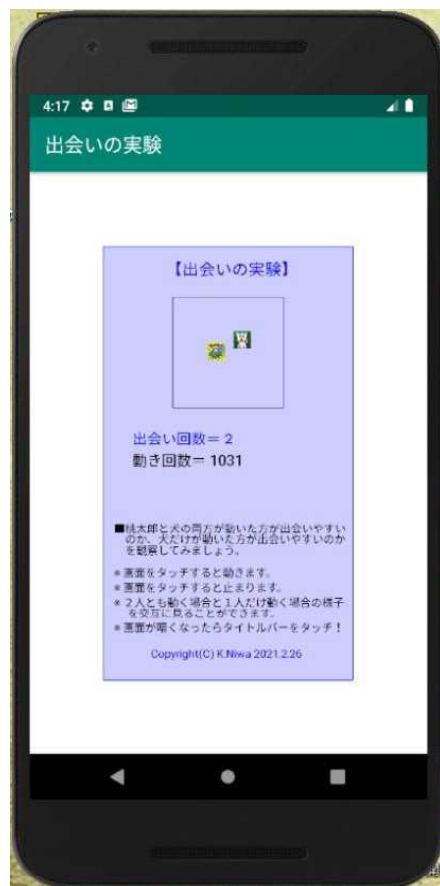 4:17
出会いの実験
【出会いの実験】
出会い回数＝ 2
動き回数＝ 1031
■桃太郎と犬の両方が動いた方が出会いやすい
のか、犬だけが動いた方が出会いやすいのか
を観察してみましょう。
※画面をタッチすると動きます。
※画面をタッチすると止まります。
※２人とも動く場合と１人だけ動く場合の様子
を交互に見ることができます。
※画面が暗くなったらタイトルバーをタッチ！
Copyright(C) K.Niwa 2021.2.26